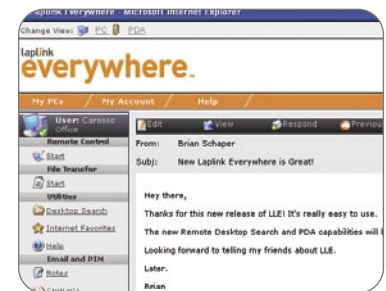 Laplink Everywhere - Microsoft Internet Explorer
Change View: PC PDA
laplink
everywhere.
My PCs / My Account / Help /
User: Carosso
Office
Remote Control
Start
File Transfer
Start
Utilities
Desktop Search
Internet Favorites
Help
Email and PIM
Notes
Contacts
Edit View Respond Previous
From: Brian Schaper
Subj: New Laplink Everywhere is Great!
Hey there,
Thanks for this new release of LLE! It's really easy to use.
The new Remote Desktop Search and PDA capabilities will
Looking forward to telling my friends about LLE.
Later.
Brian